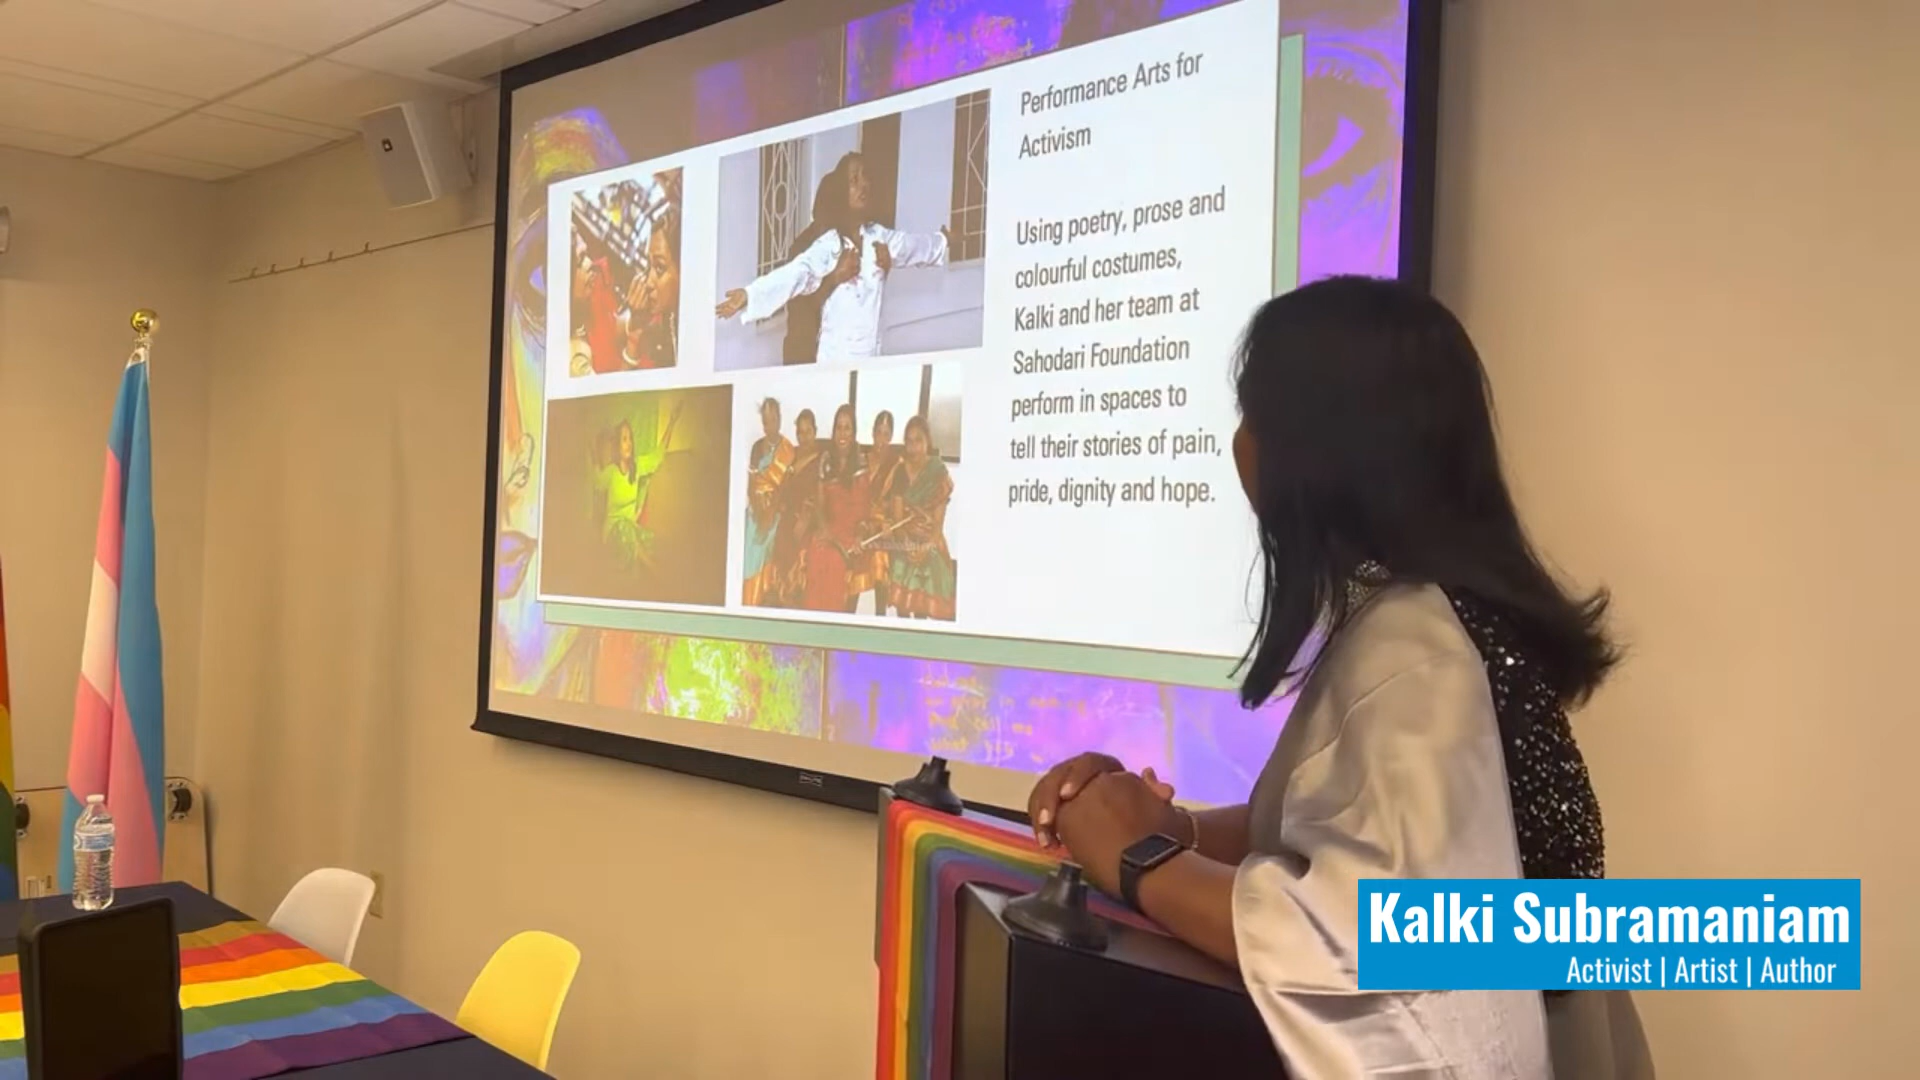 Performance Arts for
Activism
Using poetry, prose and
colourful costumes,
Kalki and her team at
Sahodari Foundation
perform in spaces to
tell their stories of pain,
pride, dignity and hope.
Kalki Subramaniam
Activist | Artist | Author